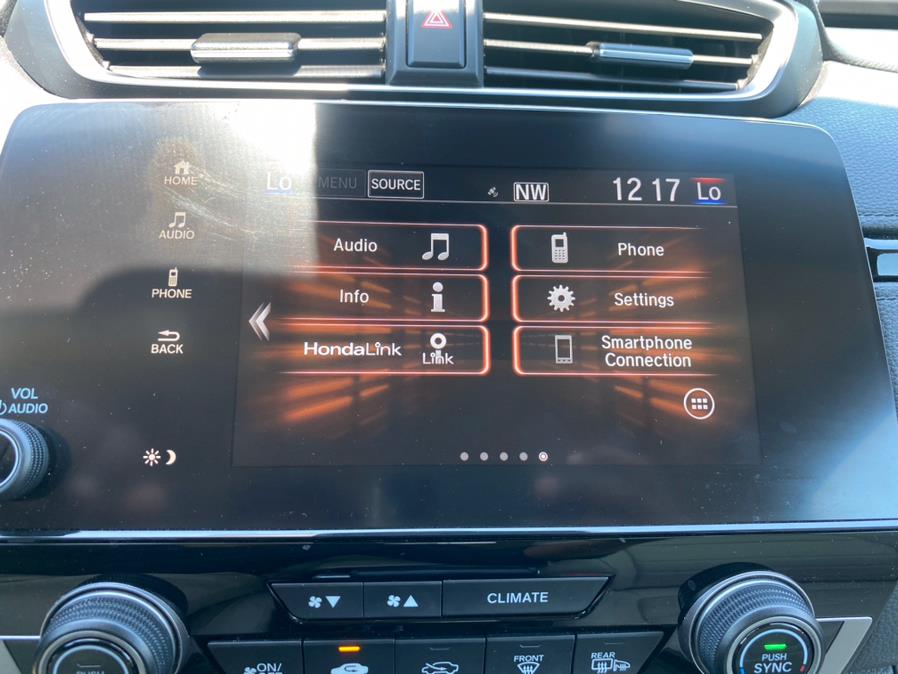 Lo MENU SOURCE NW 12 17 Lo
HOME
AUDIO
PHONE
BACK
VOL
AUDIO
Audio
Phone
Info
Settings
HondaLink Link
Smartphone
Connection
CLIMATE
ON/
FRONT
REAR
PUSH
SYNC